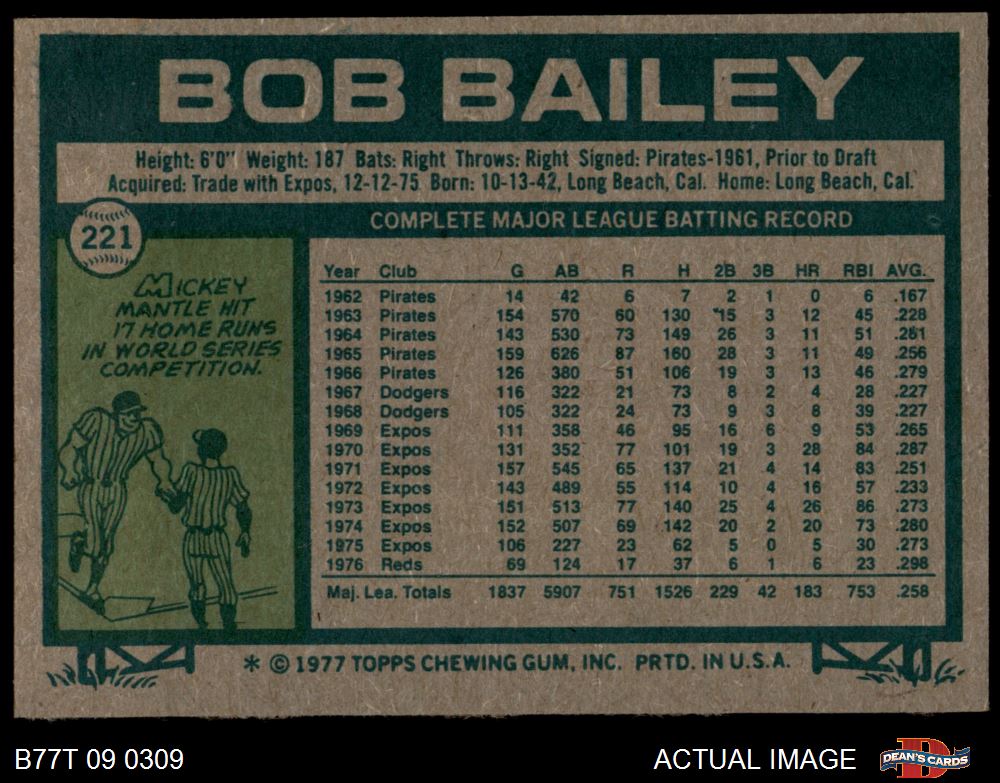 BOB BAILEY
Height: 6'0" Weight: 187 Bats: Right Throws: Right Signed: Pirates-1961, Prior to Draft
Acquired: Trade with Expos, 12-12-75 Born: 10-13-42, Long Beach, Cal. Home: Long Beach, Cal.
COMPLETE MAJOR LEAGUE BATTING RECORD
221
MICKEY
MANTLE HIT
17 HOME RUNS
IN WORLD SERIES
COMPETITION.
Year Club G AB R H 2B 3B HR RBI AVG.
1962 Pirates 14 42 6 7 2 1 0 6 .167
1963 Pirates 154 570 60 130 15 3 12 45 .228
1964 Pirates 143 530 73 149 26 3 11 51 .281
1965 Pirates 159 626 87 160 28 3 11 49 .256
1966 Pirates 126 380 51 106 19 3 13 46 .279
1967 Dodgers 116 322 21 73 8 2 4 28 .227
1968 Dodgers 105 322 24 73 9 3 8 39 .227
1969 Expos 111 358 46 95 16 6 9 53 .265
1970 Expos 131 352 77 101 19 3 28 84 .287
1971 Expos 157 545 65 137 21 4 14 83 .251
1972 Expos 143 489 55 114 10 4 16 57 .233
1973 Expos 151 513 77 140 25 4 26 86 .273
1974 Expos 152 507 69 142 20 2 20 73 .280
1975 Expos 106 227 23 62 5 0 5 30 .273
1976 Reds 69 124 17 37 6 1 6 23 .298
Maj. Lea. Totals 1837 5907 751 1526 229 42 183 753 .258
* © 1977 TOPPS CHEWING GUM, INC. PRTD. IN U.S.A.
B77T 09 0309
ACTUAL IMAGE
DEAN'S CARDS